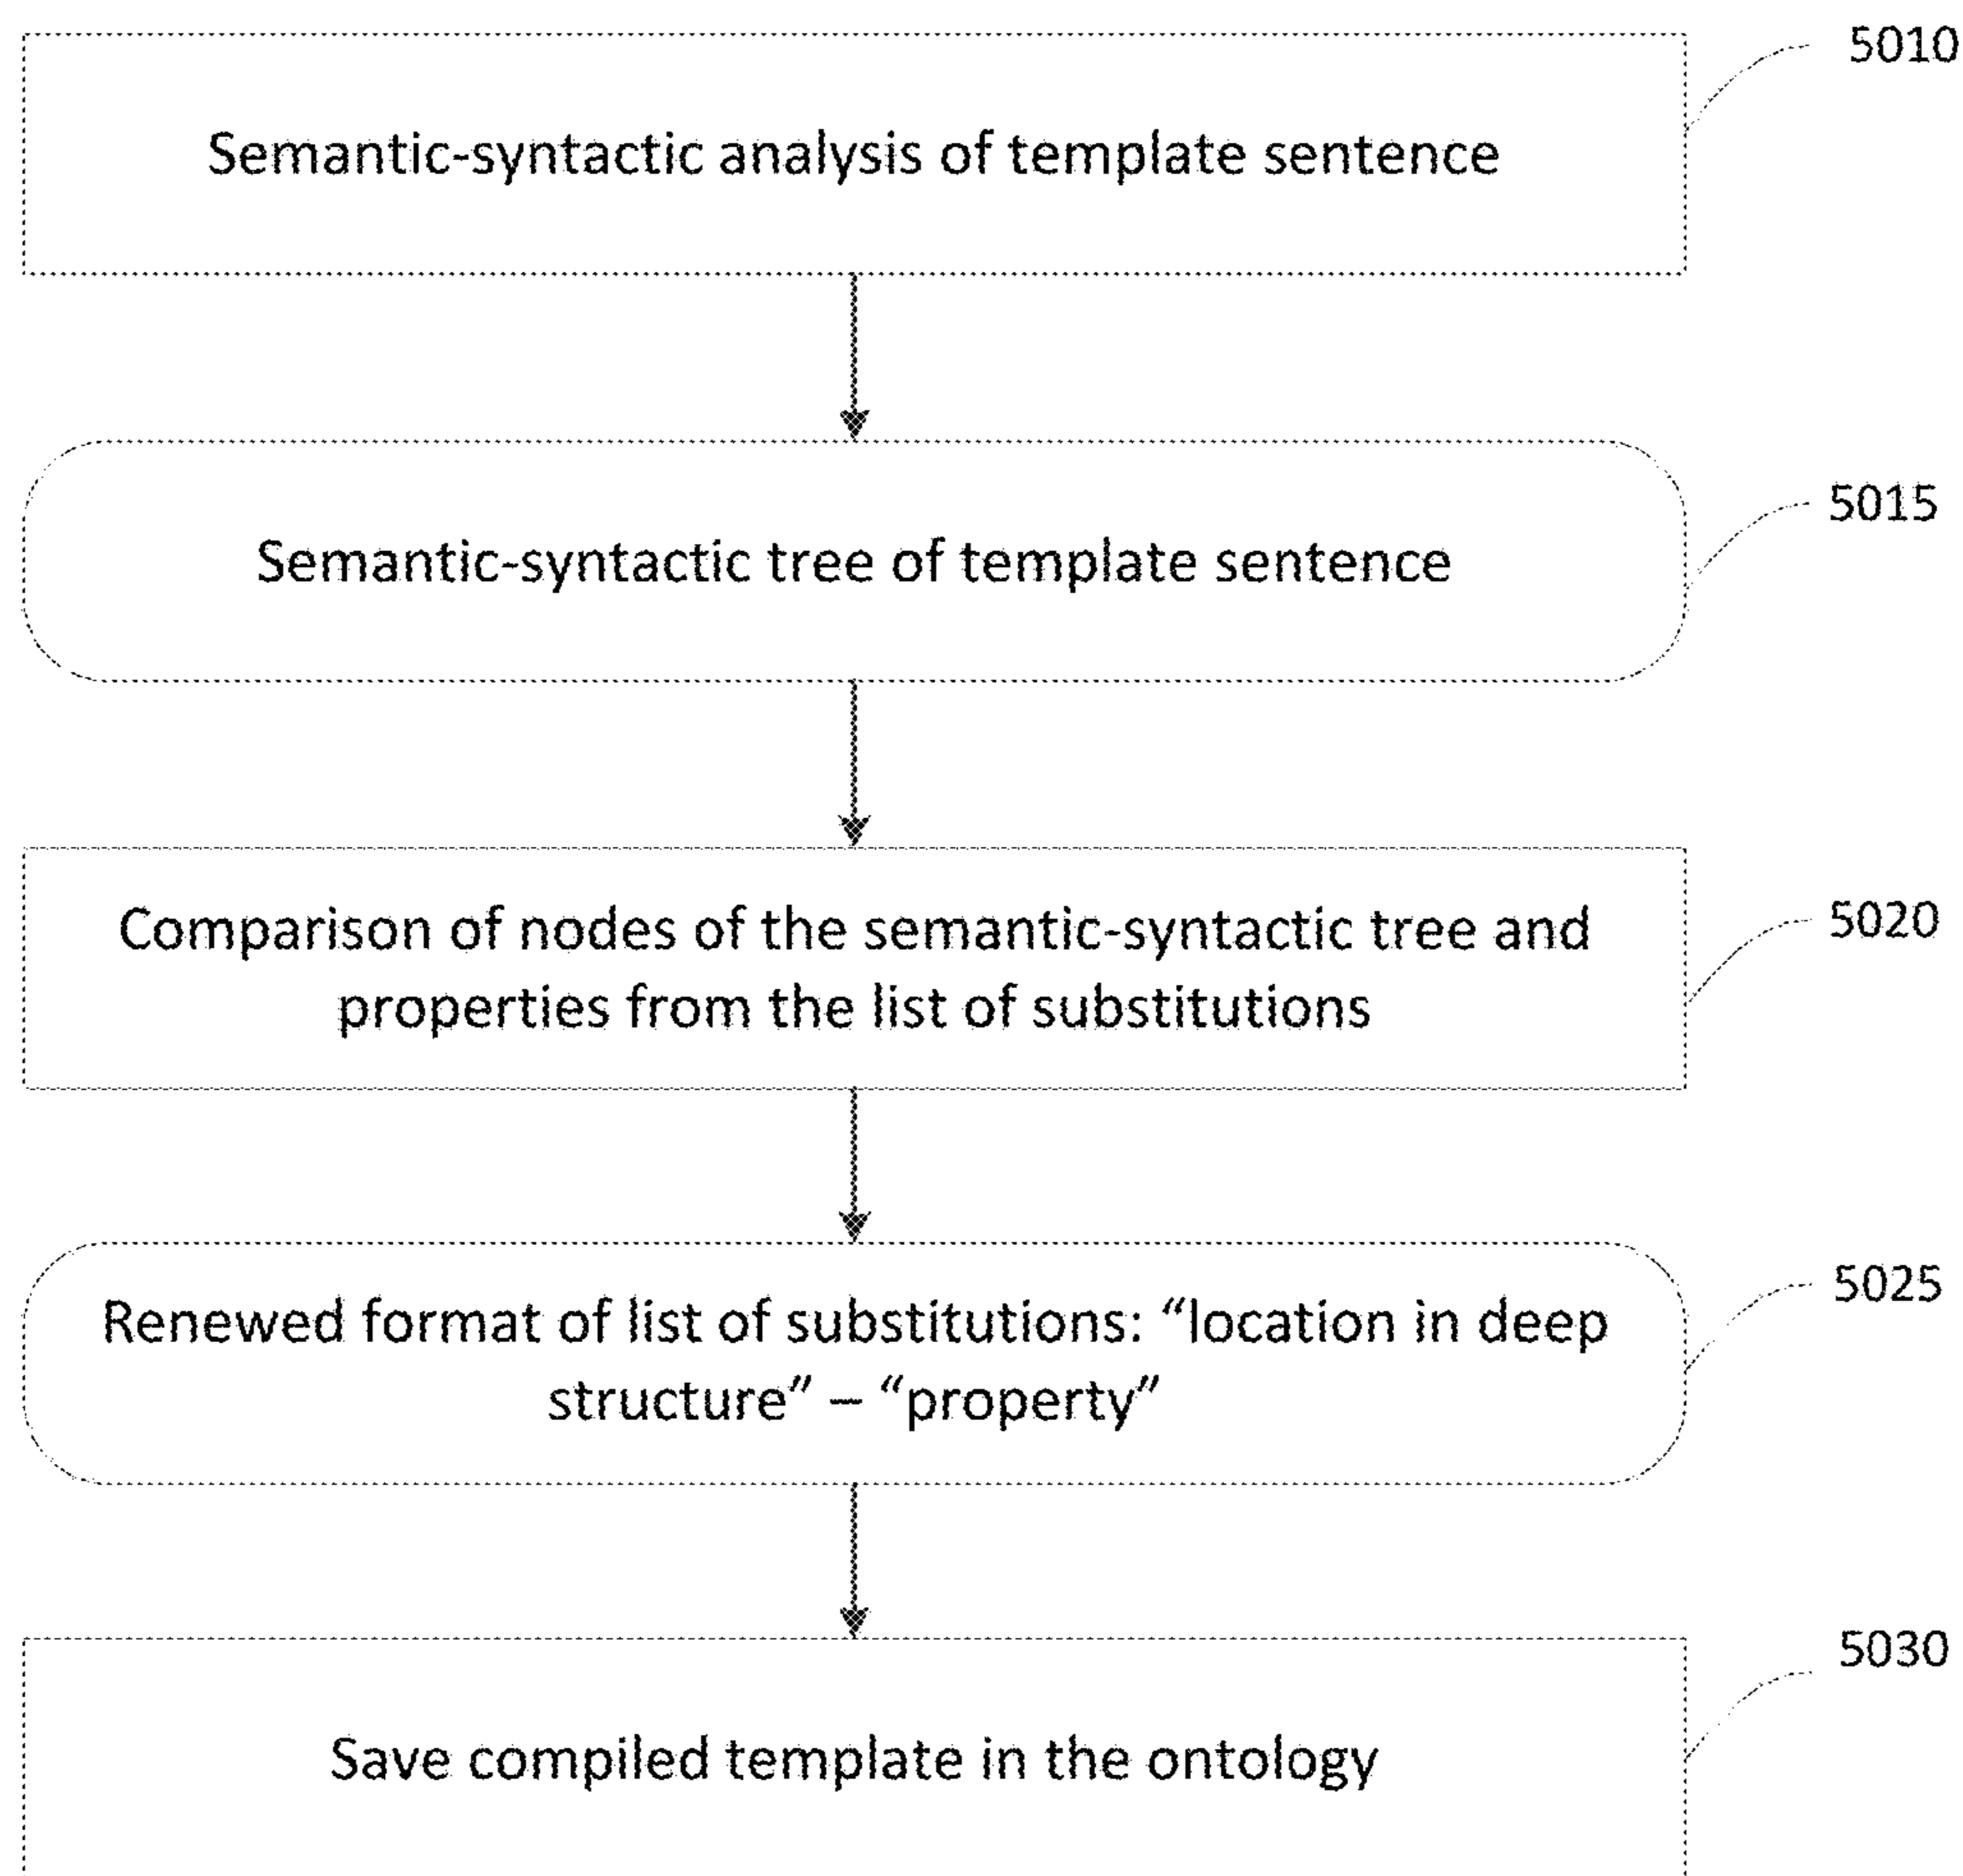 5010
Semantic-syntactic analysis of template sentence
5015
Semantic-syntactic tree of template sentence
5020
Comparison of nodes of the semantic-syntactic tree and
properties from the list of substitutions
5025
Renewed format of list of substitutions: “location in deep
structure” – “property”
5030
Save compiled template in the ontology